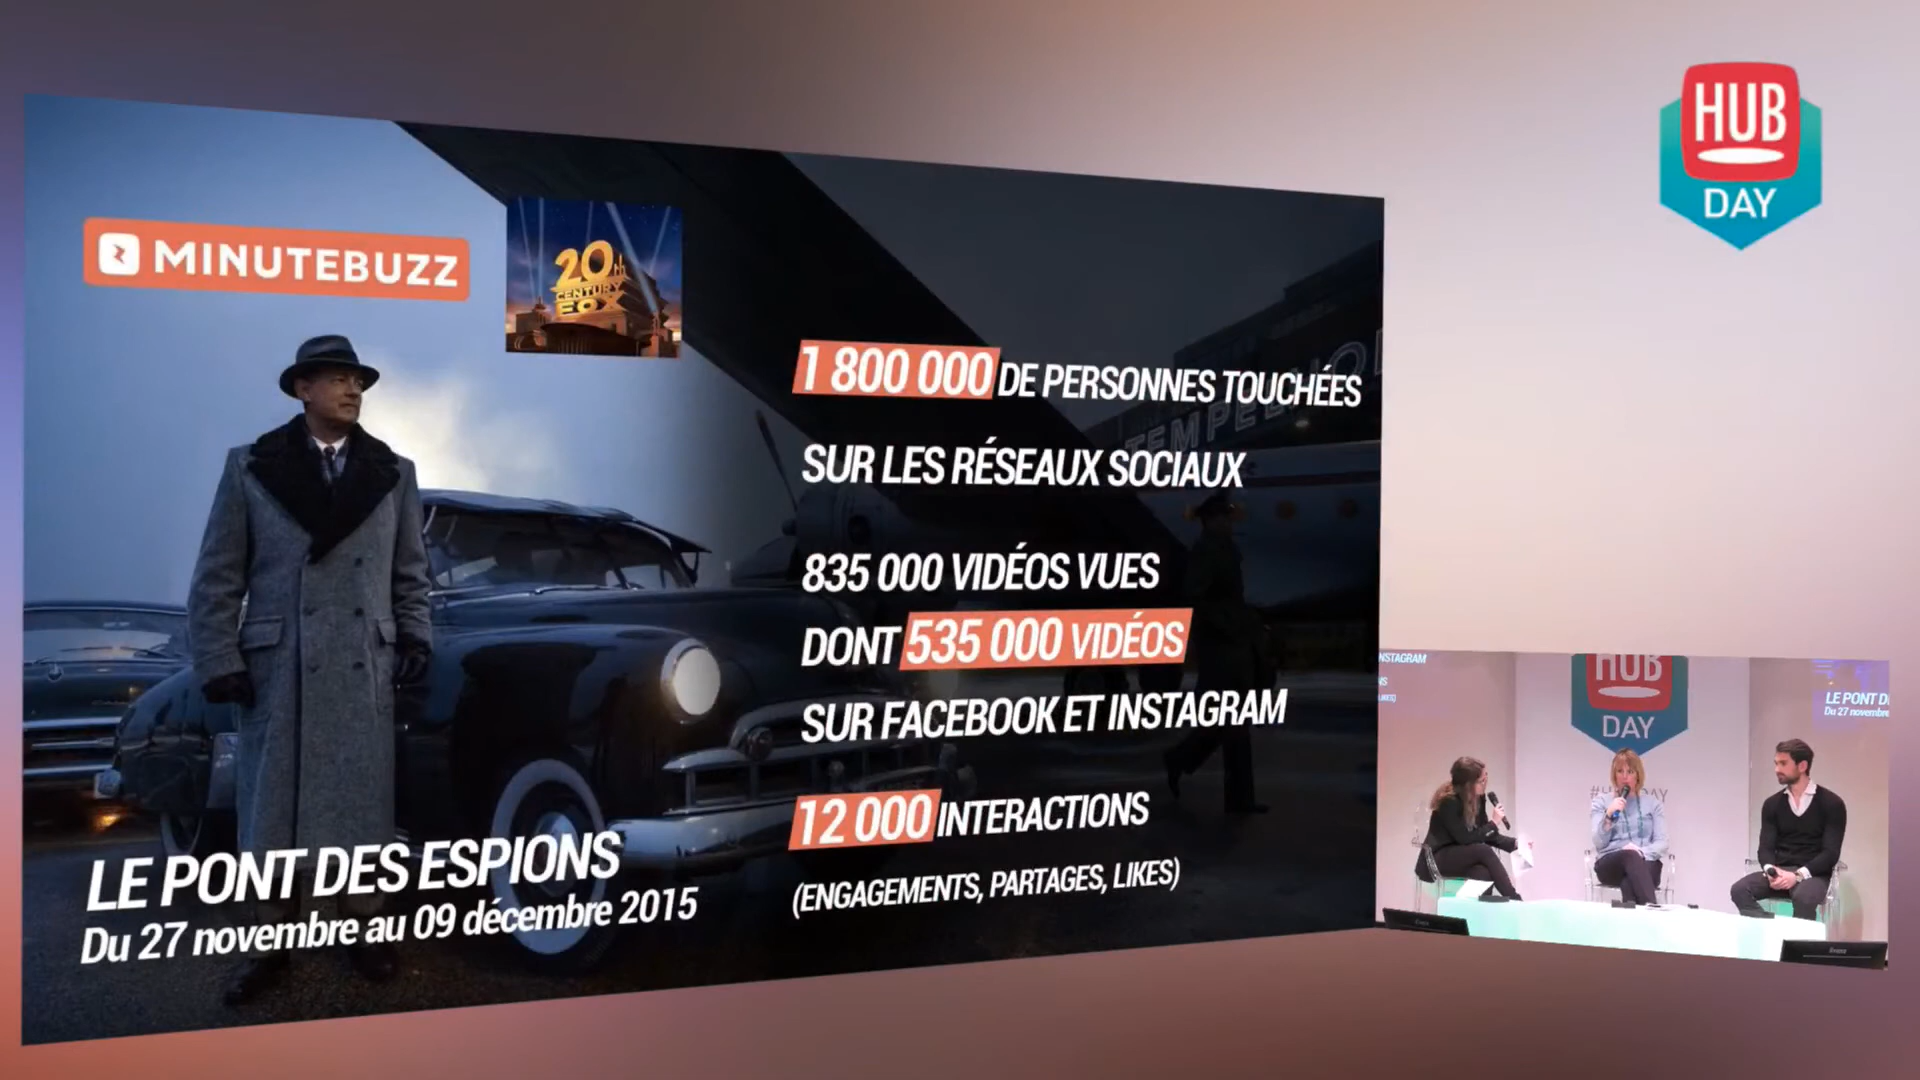 HUB
DAY
MINUTEBUZZ
20th
CENTURY
FOX
1 800 000 DE PERSONNES TOUCHÉES
SUR LES RÉSEAUX SOCIAUX
835 000 VIDÉOS VUES
DONT 535 000 VIDÉOS
SUR FACEBOOK ET INSTAGRAM
12 000 INTERACTIONS
(ENGAGEMENTS, PARTAGES, LIKES)
LE PONT DES ESPIONS
Du 27 novembre au 09 décembre 2015
NSTAGRAM
HUB
DAY
LE PONT D
Du 27 novembre